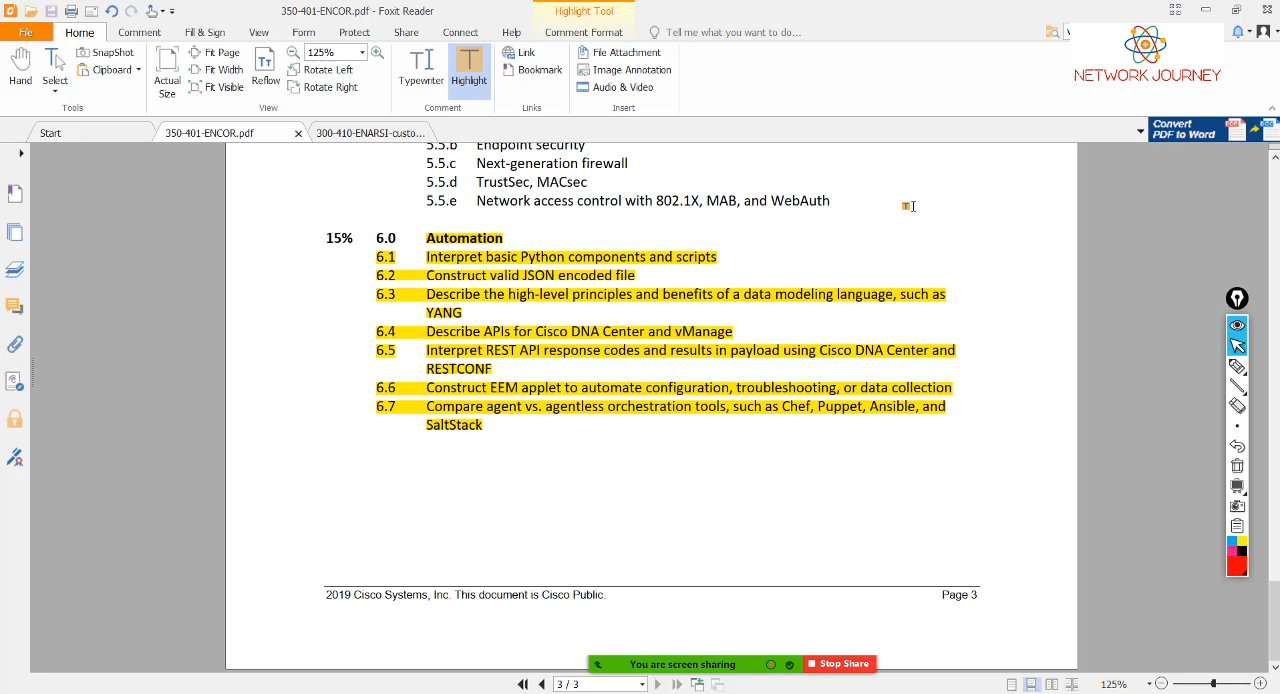 350-401-ENCOR.pdf - Foxit Reader
Highlight Tool
File Home Comment View Form Protect Share Connect Help Comment Format Tell me what you want to do...
Fill & Sign
NETWORK JOURNEY
Hand
Select
SnapShot
Clipboard
Actual Size
Fit Page
Fit Width
Fit Visible
Reflow
125%
Rotate Left
Rotate Right
Typewriter
Highlight
Link
Bookmark
File Attachment
Image Annotation
Audio & Video
Tools View Comment Links Insert
Start 350-401-ENCOR.pdf 300-410-ENARSI-custo...
Convert
PDF to Word
5.5.b Endpoint security
5.5.c Next-generation firewall
5.5.d TrustSec, MACsec
5.5.e Network access control with 802.1X, MAB, and WebAuth
15% 6.0 Automation
6.1 Interpret basic Python components and scripts
6.2 Construct valid JSON encoded file
6.3 Describe the high-level principles and benefits of a data modeling language, such as
YANG
6.4 Describe APIs for Cisco DNA Center and vManage
6.5 Interpret REST API response codes and results in payload using Cisco DNA Center and
RESTCONF
6.6 Construct EEM applet to automate configuration, troubleshooting, or data collection
6.7 Compare agent vs. agentless orchestration tools, such as Chef, Puppet, Ansible, and
SaltStack
2019 Cisco Systems, Inc. This document is Cisco Public. Page 3
You are screen sharing Stop Share
3 / 3 125%